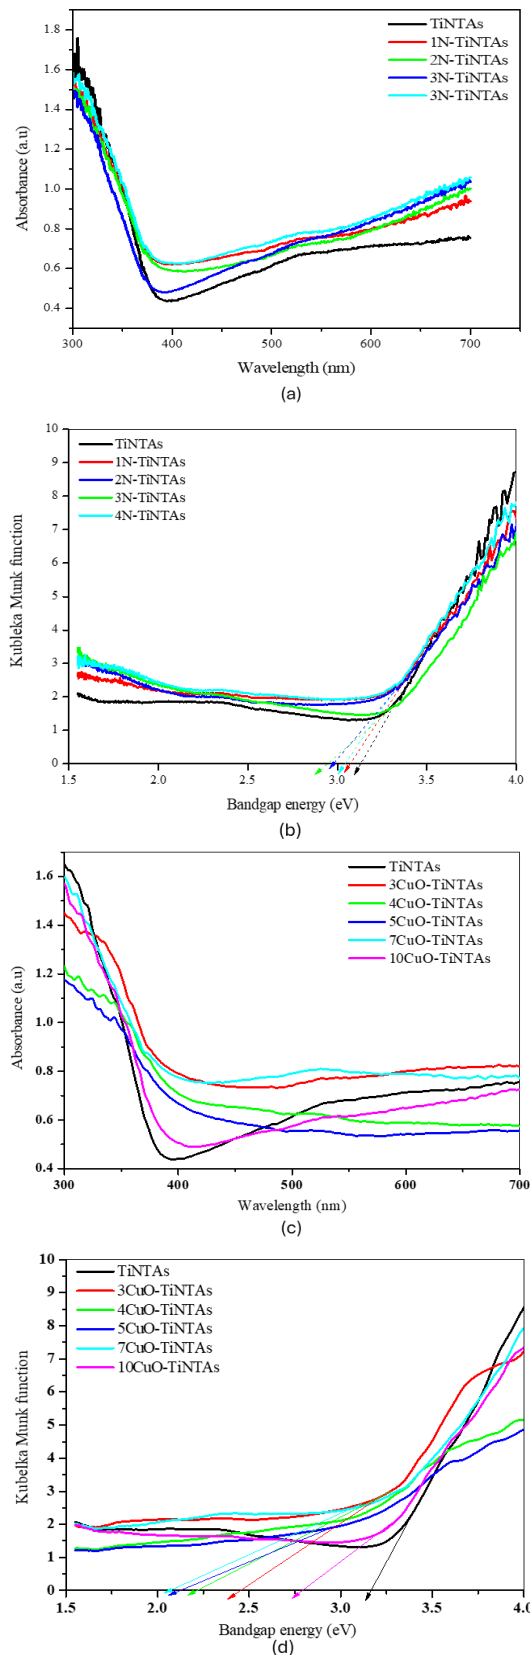 1.8
1.6
1.4
1.2
1.0
0.8
0.6
0.4
Absorbance (a.u)
TiNTAs
1N-TiNTAs
2N-TiNTAs
3N-TiNTAs
3N-TiNTAs
300 400 500 600 700
Wavelength (nm)
(a)
10
9
8
7
6
5
4
3
2
1
0
Kubleka Munk function
TiNTAs
1N-TiNTAs
2N-TiNTAs
3N-TiNTAs
4N-TiNTAs
1.5 2.0 2.5 3.0 3.5 4.0
Bandgap energy (eV)
(b)
1.6
1.4
1.2
1.0
0.8
0.6
0.4
Absorbance (a.u)
TiNTAs
3CuO-TiNTAs
4CuO-TiNTAs
5CuO-TiNTAs
7CuO-TiNTAs
10CuO-TiNTAs
300 400 500 600 700
Wavelength (nm)
(c)
10
9
8
7
6
5
4
3
2
1
0
Kubelka Munk function
TiNTAs
3CuO-TiNTAs
4CuO-TiNTAs
5CuO-TiNTAs
7CuO-TiNTAs
10CuO-TiNTAs
1.5 2.0 2.5 3.0 3.5 4.0
Bandgap energy (eV)
(d)